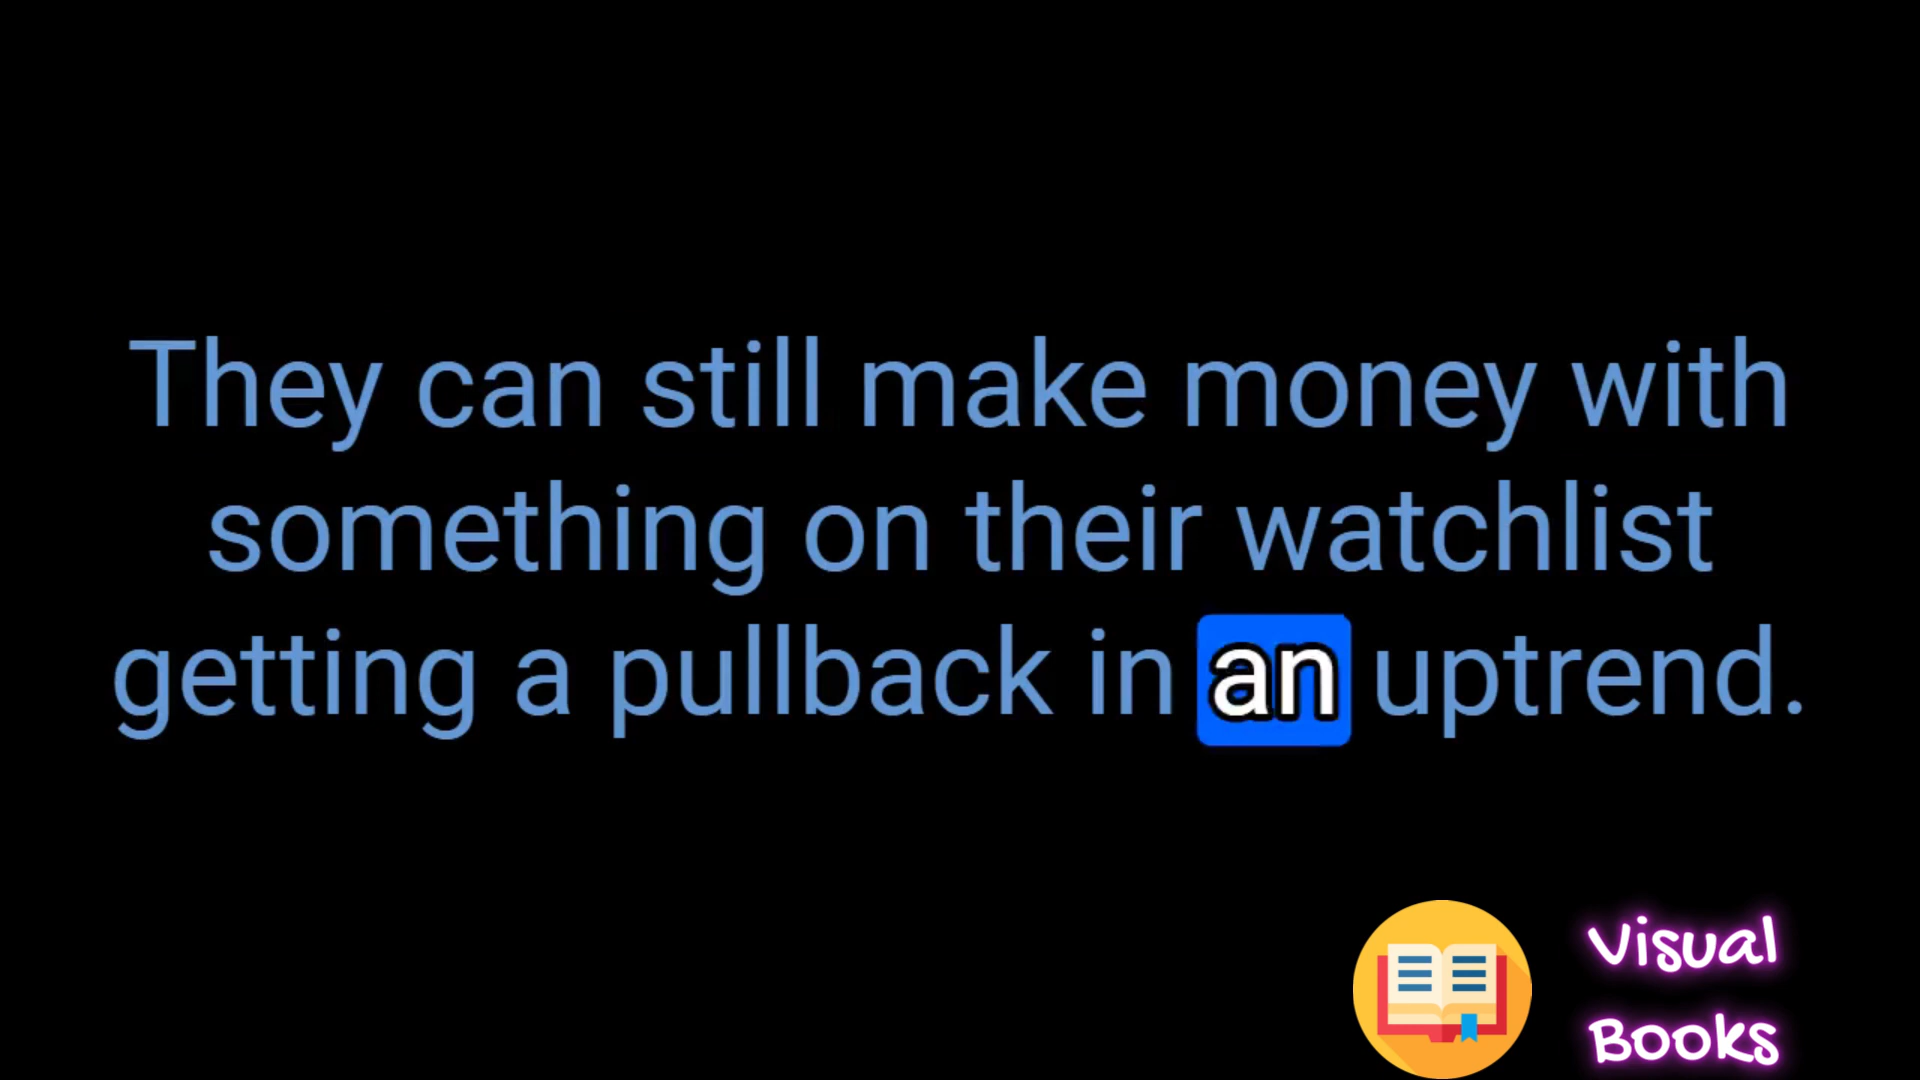 They can still make money with
something on their watchlist
getting a pullback in an uptrend.
Visual
Books